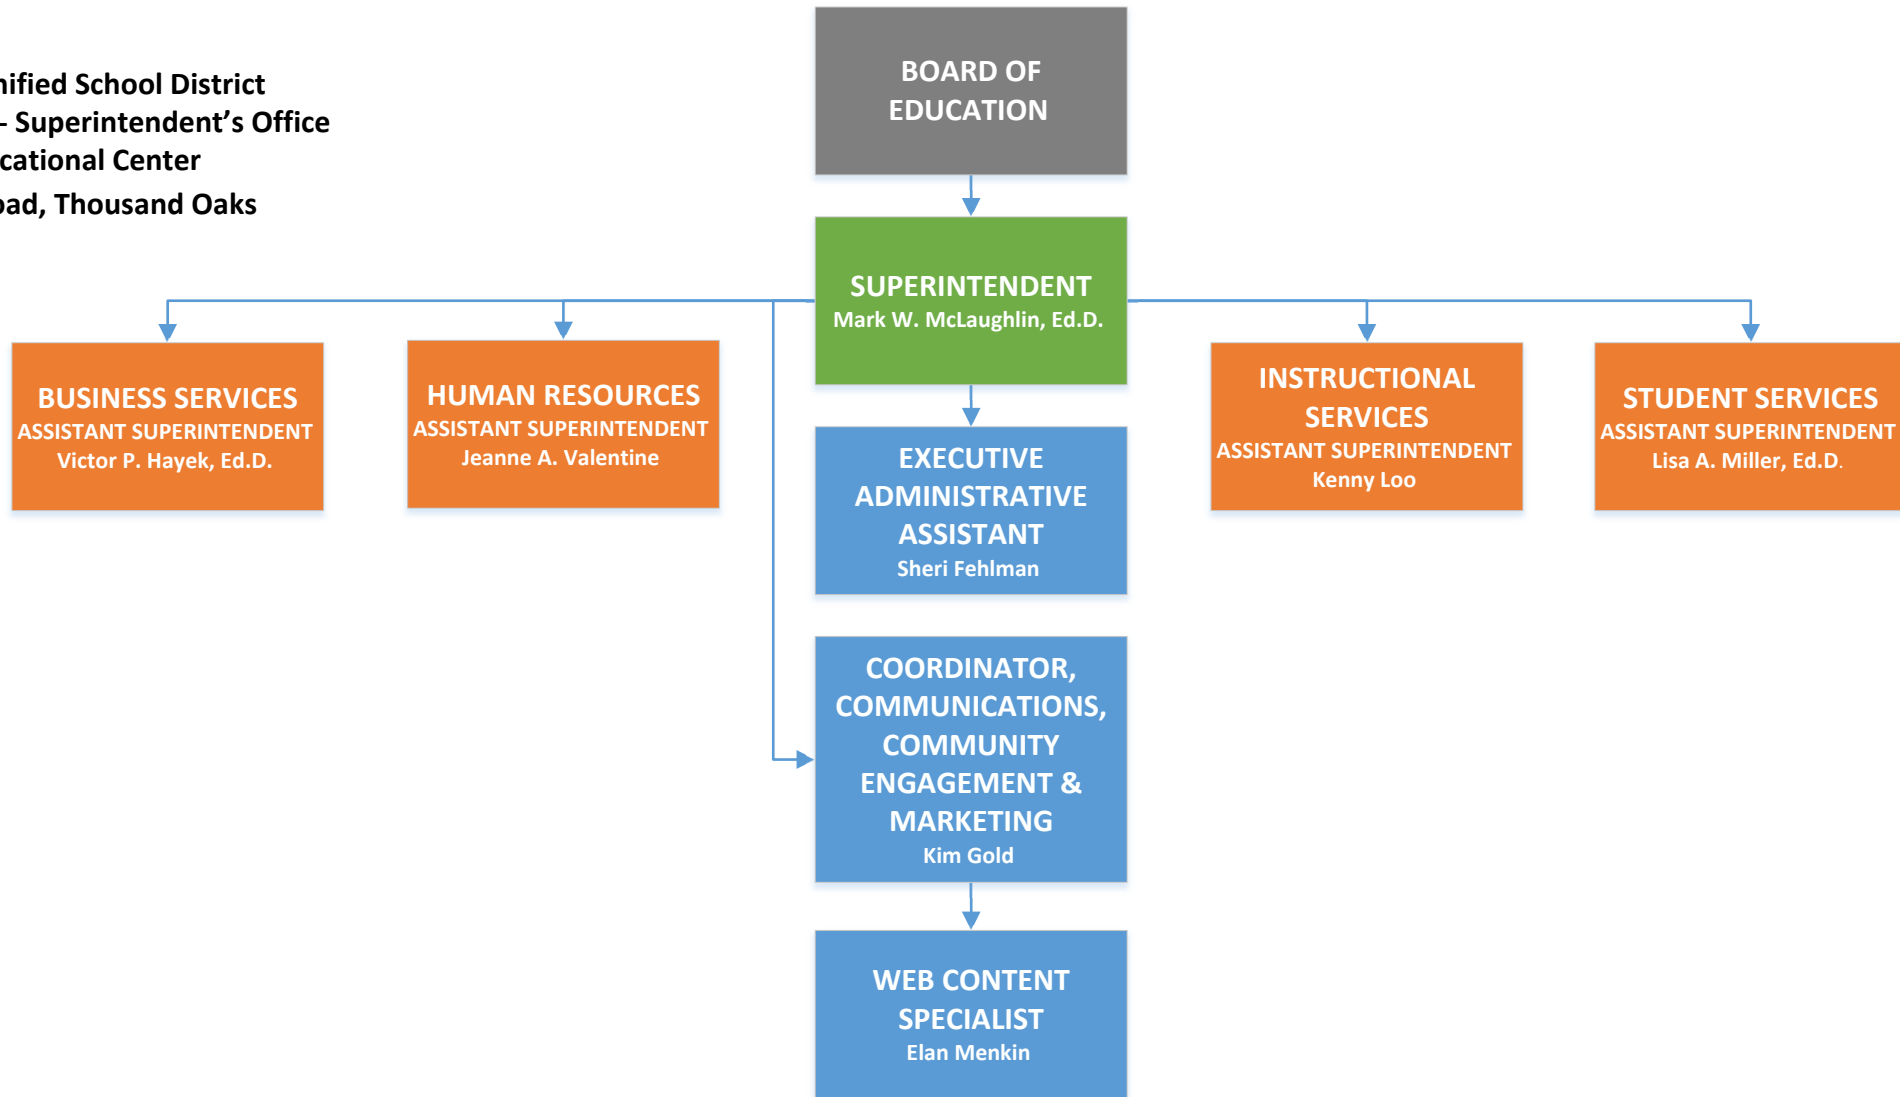 nified School District
– Superintendent’s Office
cational Center
oad, Thousand Oaks
BOARD OF
EDUCATION
SUPERINTENDENT
Mark W. McLaughlin, Ed.D.
BUSINESS SERVICES
ASSISTANT SUPERINTENDENT
Victor P. Hayek, Ed.D.
HUMAN RESOURCES
ASSISTANT SUPERINTENDENT
Jeanne A. Valentine
INSTRUCTIONAL
SERVICES
ASSISTANT SUPERINTENDENT
Kenny Loo
STUDENT SERVICES
ASSISTANT SUPERINTENDENT
Lisa A. Miller, Ed.D.
EXECUTIVE
ADMINISTRATIVE
ASSISTANT
Sheri Fehlman
COORDINATOR,
COMMUNICATIONS,
COMMUNITY
ENGAGEMENT &
MARKETING
Kim Gold
WEB CONTENT
SPECIALIST
Elan Menkin